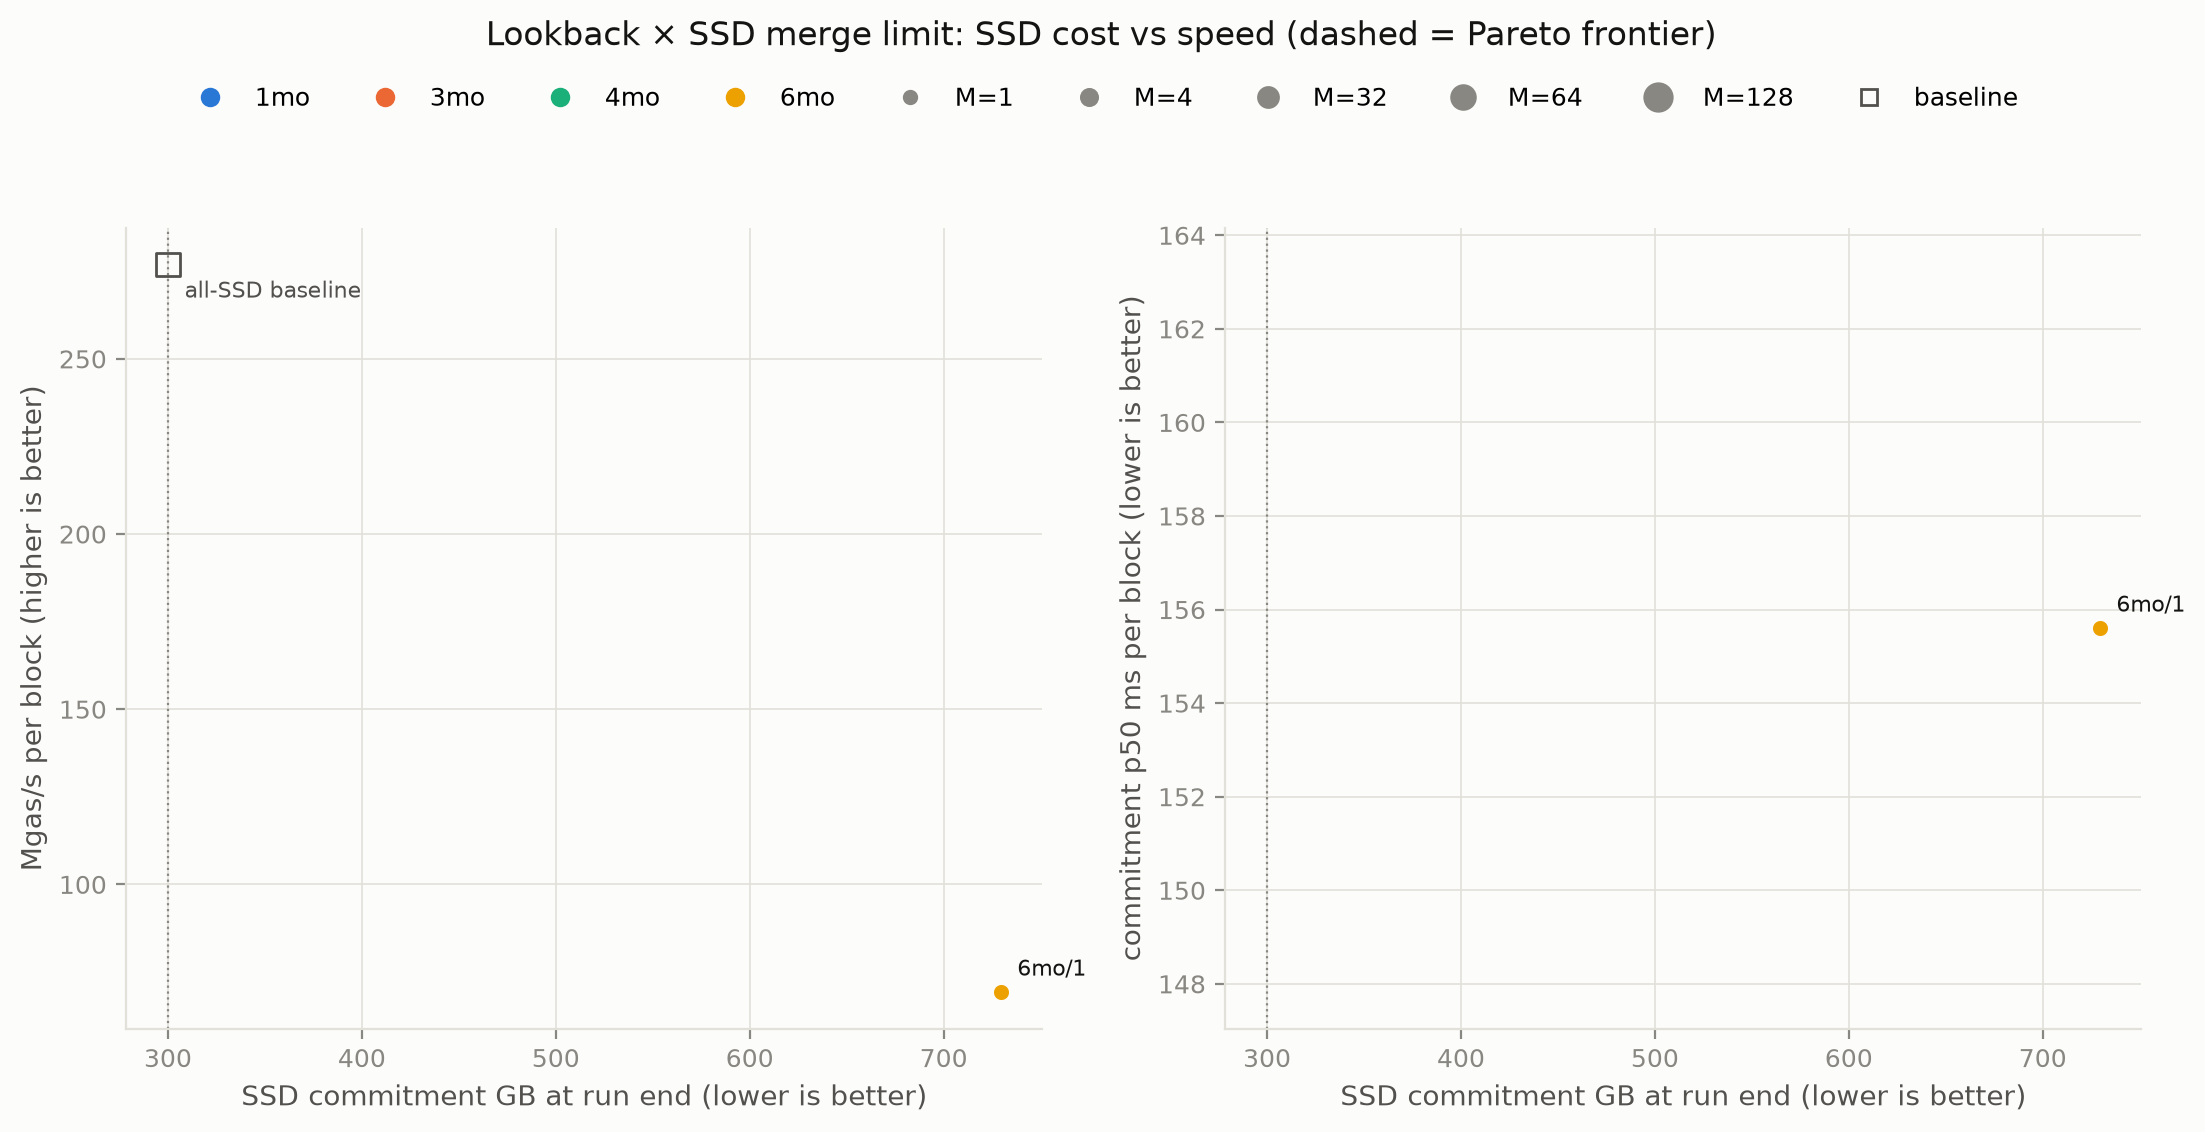 Lookback × SSD merge limit: SSD cost vs speed (dashed = Pareto frontier)
1mo 3mo 4mo 6mo M=1 M=4 M=32 M=64 M=128 baseline
Mgas/s per block (higher is better)
250
200
150
100
all-SSD baseline
6mo/1
300 400 500 600 700
SSD commitment GB at run end (lower is better)
commitment p50 ms per block (lower is better)
164
162
160
158
156
154
152
150
148
6mo/1
300 400 500 600 700
SSD commitment GB at run end (lower is better)